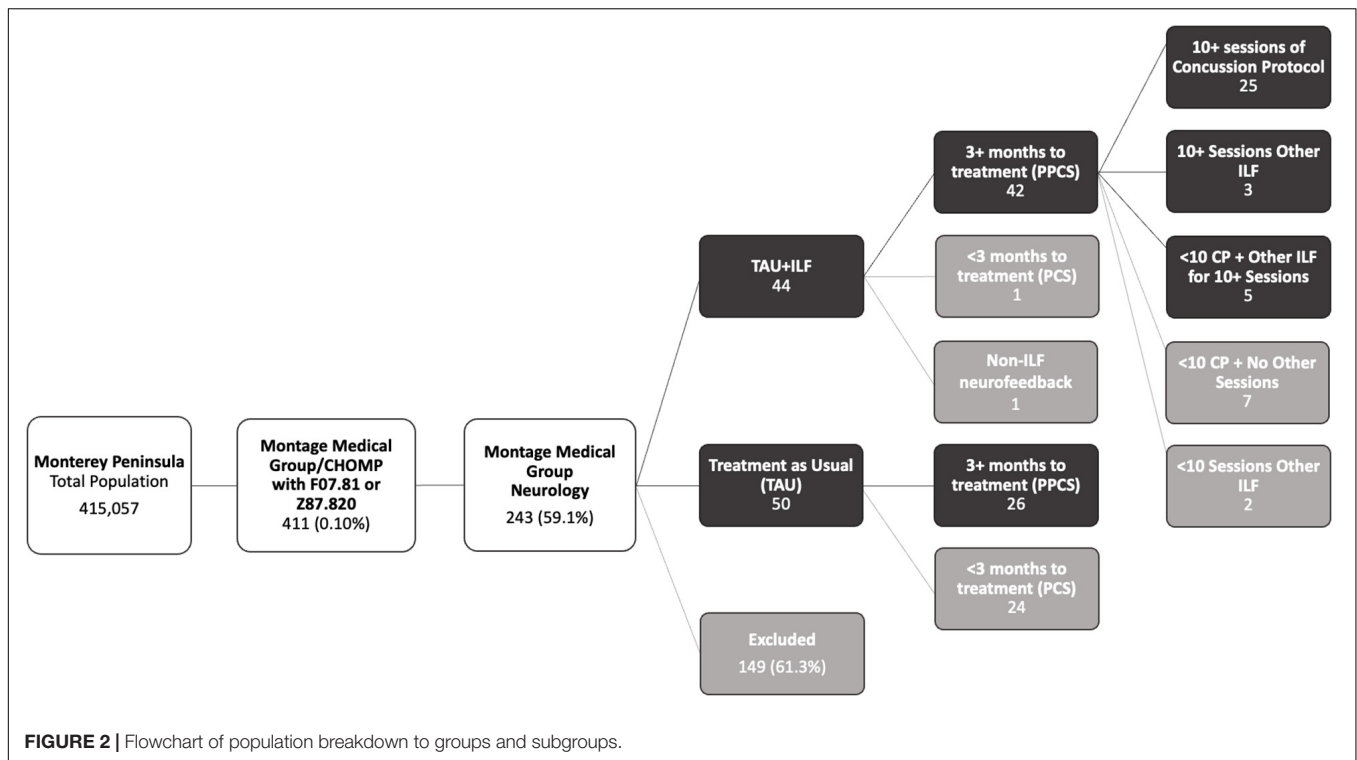 Monterey Peninsula
Total Population
415,057
Montage Medical
Group/CHOMP
with F07.81 or
Z87.820
411 (0.10%)
Montage Medical
Group
Neurology
243 (59.1%)
TAU+ILF
44
Treatment as Usual
(TAU)
50
Excluded
149 (61.3%)
3+ months to
treatment (PPCS)
42
<3 months to
treatment (PCS)
1
Non-ILF
neurofeedback
1
3+ months to
treatment (PPCS)
26
<3 months to
treatment (PCS)
24
10+ sessions of
Concussion Protocol
25
10+ Sessions Other
ILF
3
<10 CP + Other ILF
for 10+ Sessions
5
<10 CP + No Other
Sessions
7
<10 Sessions Other
ILF
2
FIGURE 2 | Flowchart of population breakdown to groups and subgroups.